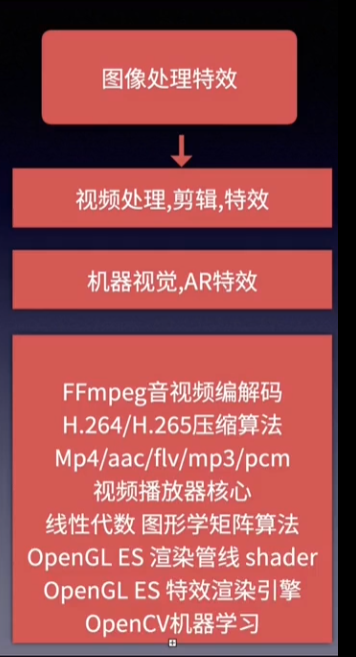 图像处理特效
视频处理,剪辑,特效
机器视觉,AR特效
FFmpeg音视频编解码
H.264/H.265压缩算法
Mp4/aac/flv/mp3/pcm
视频播放器核心
线性代数 图形学矩阵算法
OpenGL ES 渲染管线 shader
OpenGL ES 特效渲染引擎
OpenCV机器学习